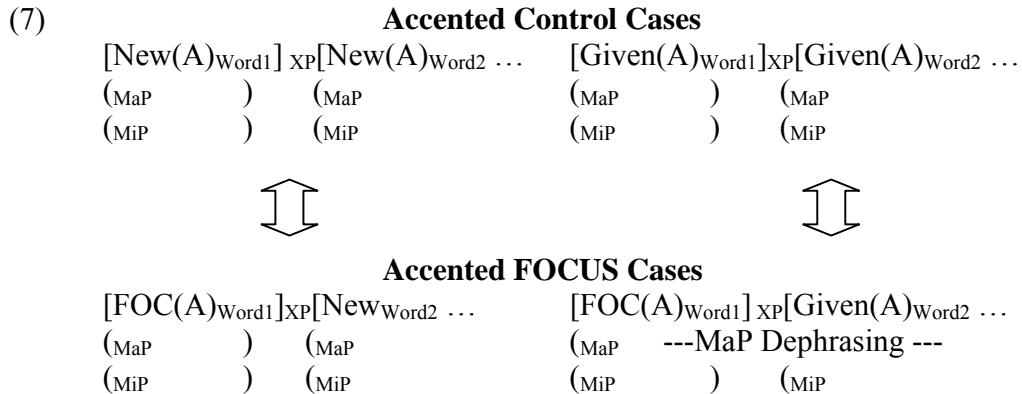 (7) Accented Control Cases
[New(A)Word1] XP[New(A)Word2 … [Given(A)Word1]XP[Given(A)Word2 …
(MaP ) (MaP (MaP ) (MaP
(MiP ) (MiP (MiP ) (MiP
Accented FOCUS Cases
[FOC(A)Word1]XP[NewWord2 … [FOC(A)Word1] XP[Given(A)Word2 …
(MaP ) (MaP (MaP ---MaP Dephrasing ---
(MiP ) (MiP (MiP ) (MiP